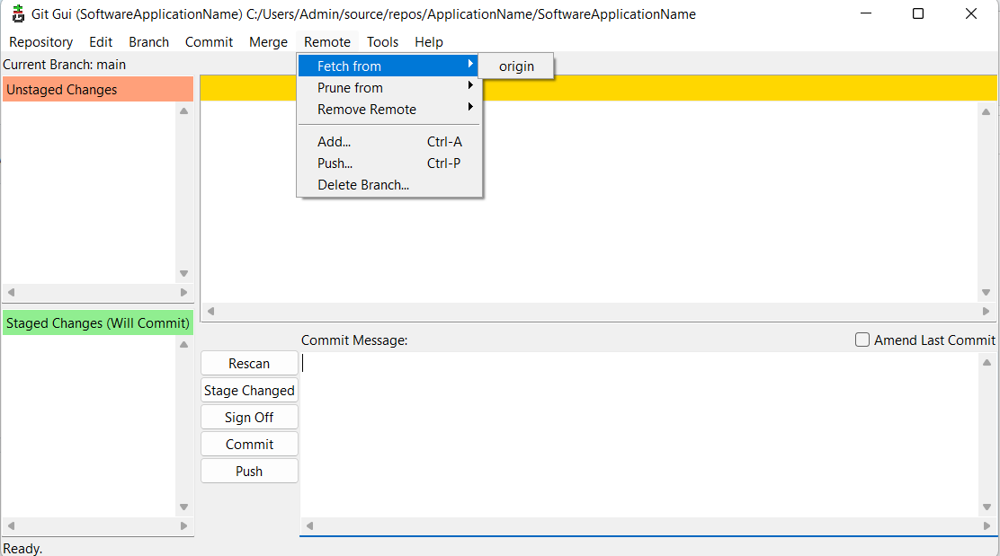 Git Gui (SoftwareApplicationName) C:/Users/Admin/source/repos/ApplicationName/SoftwareApplicationName
Repository Edit Branch Commit Merge Remote Tools Help
Current Branch: main
Unstaged Changes
Fetch from origin
Prune from
Remove Remote
Add... Ctrl-A
Push... Ctrl-P
Delete Branch...
Staged Changes (Will Commit)
Commit Message: Amend Last Commit
Rescan
Stage Changed
Sign Off
Commit
Push
Ready.